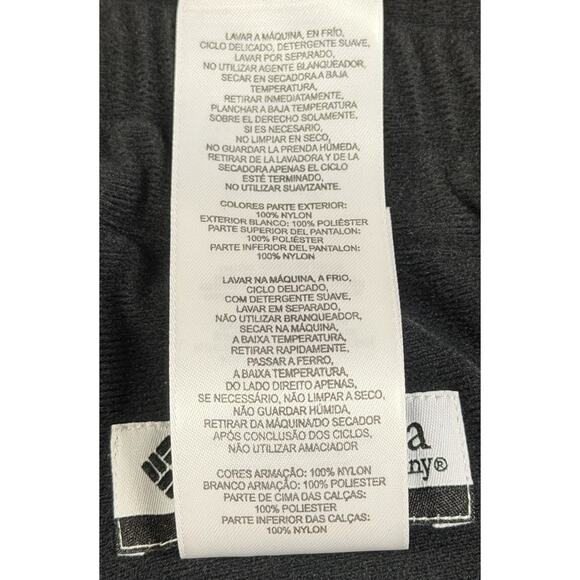 LAVAR A MÁQUINA, EN FRÍO,
CICLO DELICADO, DETERGENTE SUAVE,
LAVAR POR SEPARADO,
NO UTILIZAR AGENTE BLANQUEADOR,
SECAR EN SECADORA A BAJA
TEMPERATURA,
RETIRAR INMEDIATAMENTE,
PLANCHAR A BAJA TEMPERATURA
SOBRE EL DERECHO SOLAMENTE,
SI ES NECESARIO,
NO LIMPIAR EN SECO,
NO GUARDAR LA PRENDA HÚMEDA,
RETIRAR DE LA LAVADORA Y DE LA
SECADORA APENAS EL CICLO
ESTÉ TERMINADO,
NO UTILIZAR SUAVIZANTE.
COLORES PARTE EXTERIOR:
100% NYLON
EXTERIOR BLANCO: 100% POLIÉSTER
PARTE SUPERIOR DEL PANTALON:
100% POLIÉSTER
PARTE INFERIOR DEL PANTALON:
100% NYLON
LAVAR NA MÁQUINA, A FRIO,
CICLO DELICADO,
COM DETERGENTE SUAVE,
LAVAR EM SEPARADO,
NÃO UTILIZAR BRANQUEADOR,
SECAR NA MÁQUINA,
A BAIXA TEMPERATURA,
RETIRAR RAPIDAMENTE,
PASSAR A FERRO,
A BAIXA TEMPERATURA,
DO LADO DIREITO APENAS,
SE NECESSÁRIO, NÃO LIMPAR A SECO,
NÃO GUARDAR HÚMIDA,
RETIRAR DA MÁQUINA/DO SECADOR
APÓS CONCLUSÃO DOS CICLOS,
NÃO UTILIZAR AMACIADOR
CORES ARMAÇÃO: 100% NYLON
BRANCO ARMAÇÃO: 100% POLIESTER
PARTE DE CIMA DAS CALÇAS:
100% POLIESTER
PARTE INFERIOR DAS CALÇAS:
100% NYLON
a
ny®